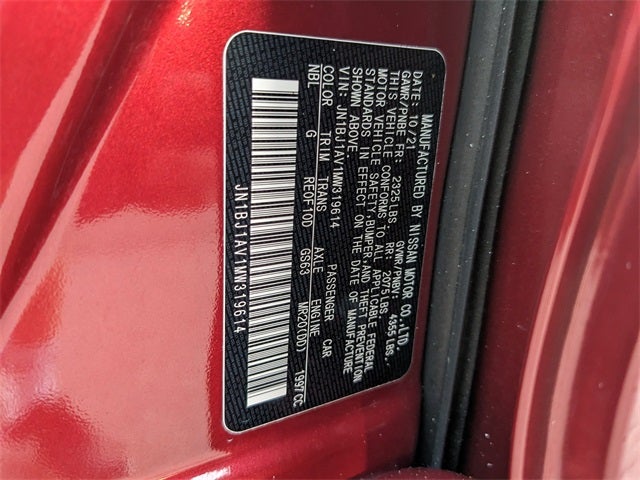 MANUFACTURED BY NISSAN MOTOR CO.,LTD.
DATE: 10/21 GVWR/PNBV: 4355LBS.
GAWR/PNBE FR: 2325LBS. RR: 2075LBS.
THIS VEHICLE CONFORMS TO ALL APPLICABLE FEDERAL
MOTOR VEHICLE SAFETY,BUMPER,AND THEFT PREVENTION
STANDARDS IN EFFECT ON THE DATE OF MANUFACTURE
SHOWN ABOVE.
VIN: JN1BJ1AV1MW319614 PASSENGER CAR
COLOR TRIM TRANS AXLE ENGINE
NBL G RE0F10D GS63 MR20(DD) 1997CC
JN1BJ1AV1MW319614